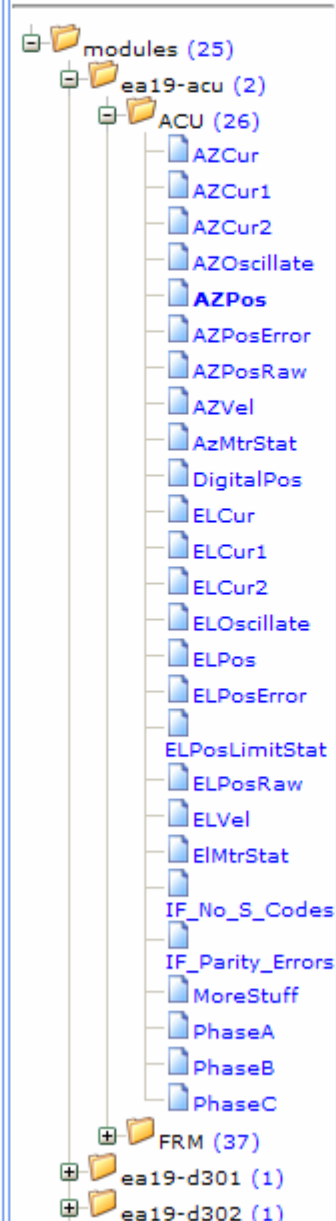 modules (25)
ea19-acu (2)
ACU (26)
AZCur
AZCur1
AZCur2
AZOscillate
AZPos
AZPosError
AZPosRaw
AZVel
AzMtrStat
DigitalPos
ELCur
ELCur1
ELCur2
ELOscillate
ELPos
ELPosError
ELPosLimitStat
ELPosRaw
ELVel
ElMtrStat
IF_No_S_Codes
IF_Parity_Errors
MoreStuff
PhaseA
PhaseB
PhaseC
FRM (37)
ea19-d301 (1)
ea19-d302 (1)